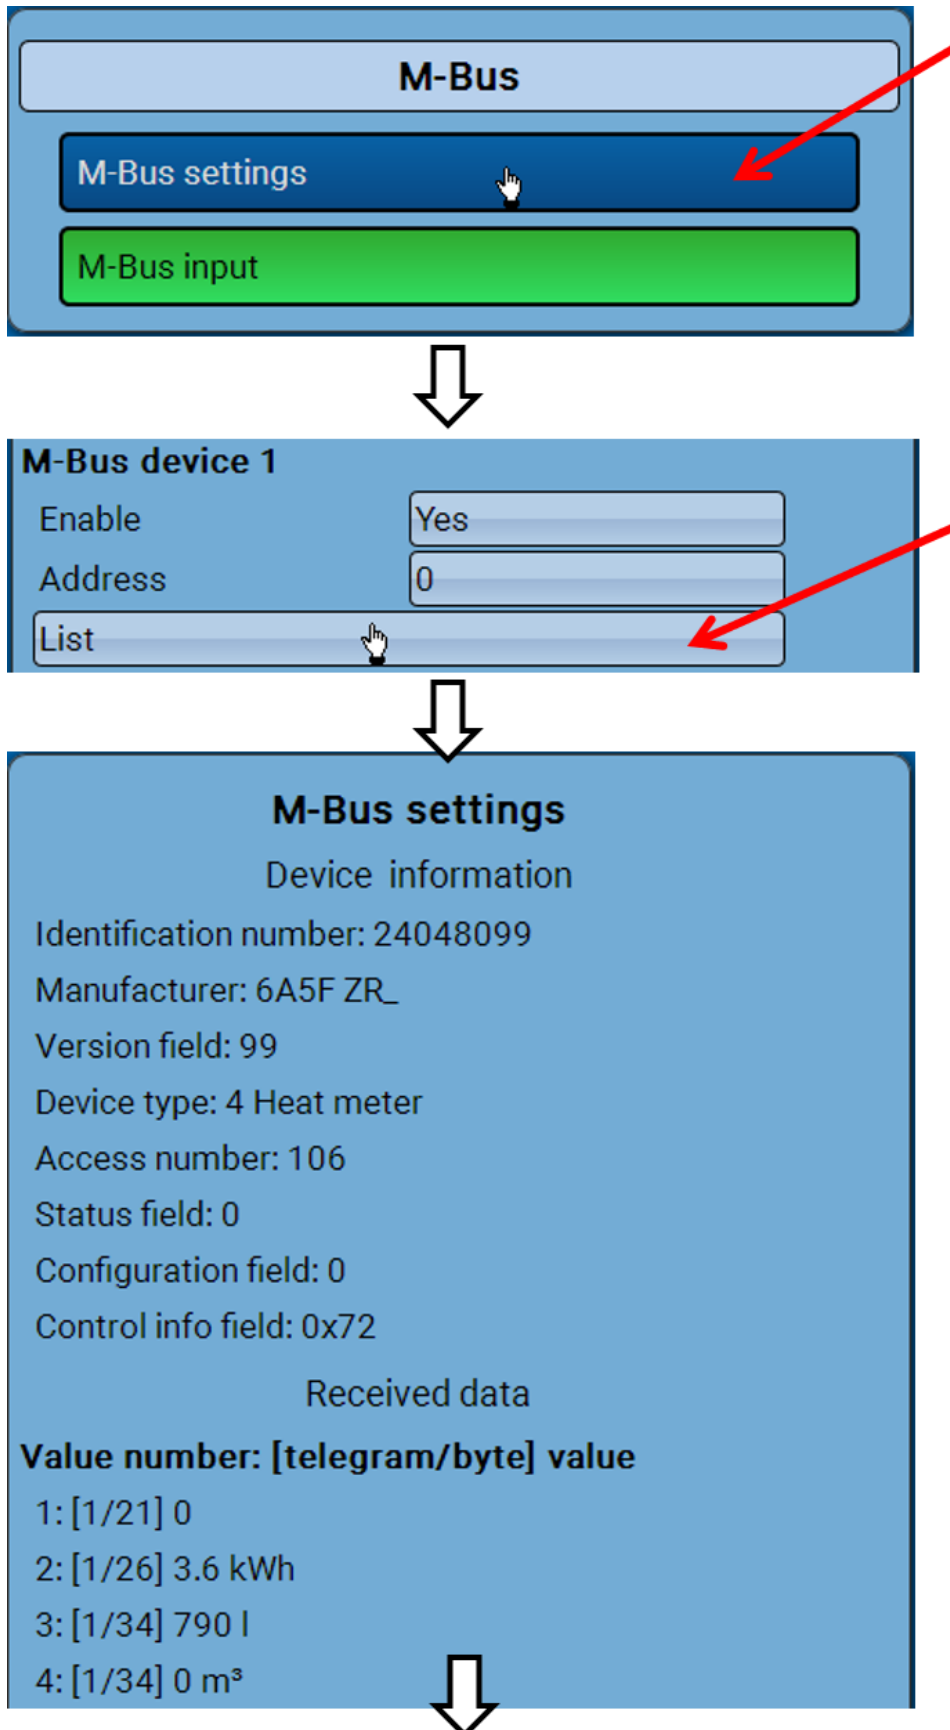 M-Bus
M-Bus settings
M-Bus input
M-Bus device 1
Enable Yes
Address 0
List
M-Bus settings
Device information
Identification number: 24048099
Manufacturer: 6A5F ZR_
Version field: 99
Device type: 4 Heat meter
Access number: 106
Status field: 0
Configuration field: 0
Control info field: 0x72
Received data
Value number: [telegram/byte] value
1: [1/21] 0
2: [1/26] 3.6 kWh
3: [1/34] 790 l
4: [1/34] 0 m³